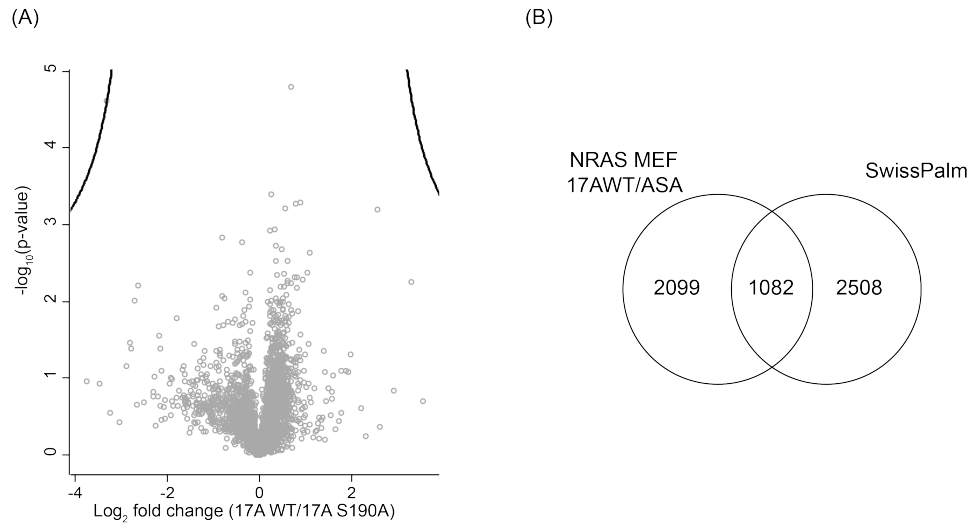 (A)
(B)
5
4
3
2
1
0
-log10(p-value)
-4
-2
0
2
Log2 fold change (17A WT/17A S190A)
NRAS MEF
17AWT/ASA
SwissPalm
2099
1082
2508